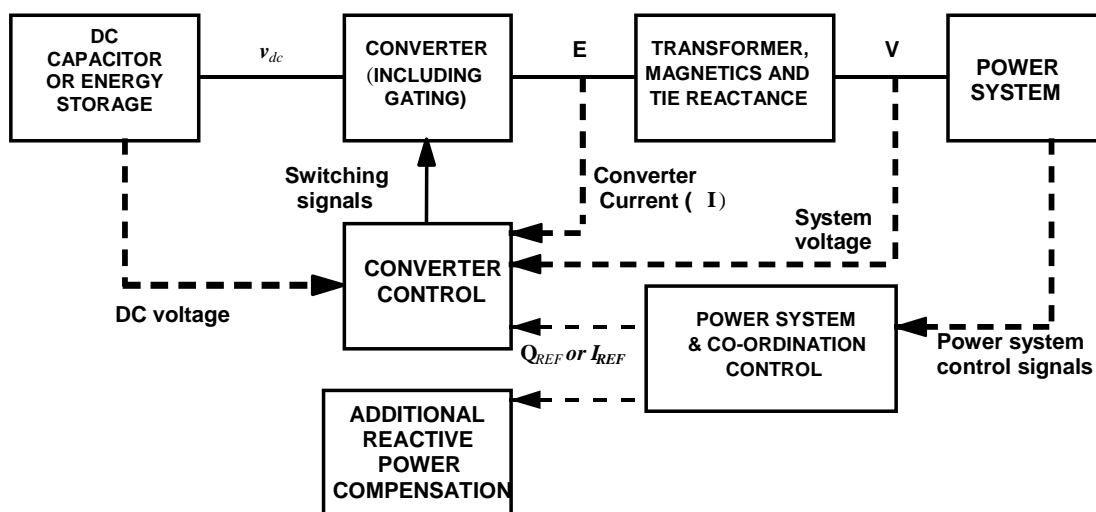 DC
CAPACITOR
OR ENERGY
STORAGE
v_dc
CONVERTER
(INCLUDING
GATING)
E
TRANSFORMER,
MAGNETICS AND
TIE REACTANCE
V
POWER
SYSTEM
Switching
signals
Converter
Current ( I )
System
voltage
CONVERTER
CONTROL
DC voltage
POWER SYSTEM
& CO-ORDINATION
CONTROL
Power system
control signals
Q_REF or I_REF
ADDITIONAL
REACTIVE
POWER
COMPENSATION